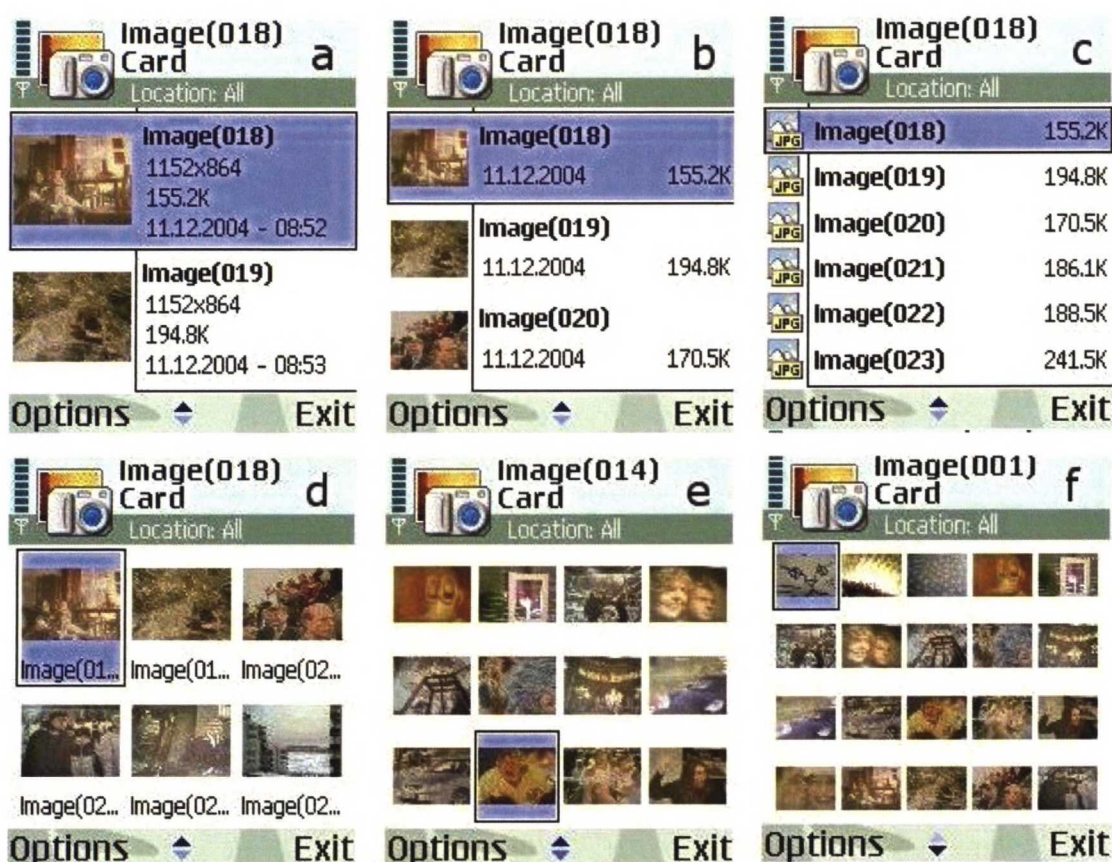 Image(018)
Card
a
Location: All
Image(018)
1152x864
155.2K
11.12.2004 - 08:52
Image(019)
1152x864
194.8K
11.12.2004 - 08:53
Options
Exit
Image(018)
Card
b
Location: All
Image(018)
11.12.2004 155.2K
Image(019)
11.12.2004 194.8K
Image(020)
11.12.2004 170.5K
Options
Exit
Image(018)
Card
c
Location: All
JPG Image(018) 155.2K
JPG Image(019) 194.8K
JPG Image(020) 170.5K
JPG Image(021) 186.1K
JPG Image(022) 188.5K
JPG Image(023) 241.5K
Options
Exit
Image(018)
Card
d
Location: All
Image(01... Image(01... Image(02...
Image(02... Image(02... Image(02...
Options
Exit
Image(014)
Card
e
Location: All
Options
Exit
Image(001)
Card
f
Location: All
Options
Exit